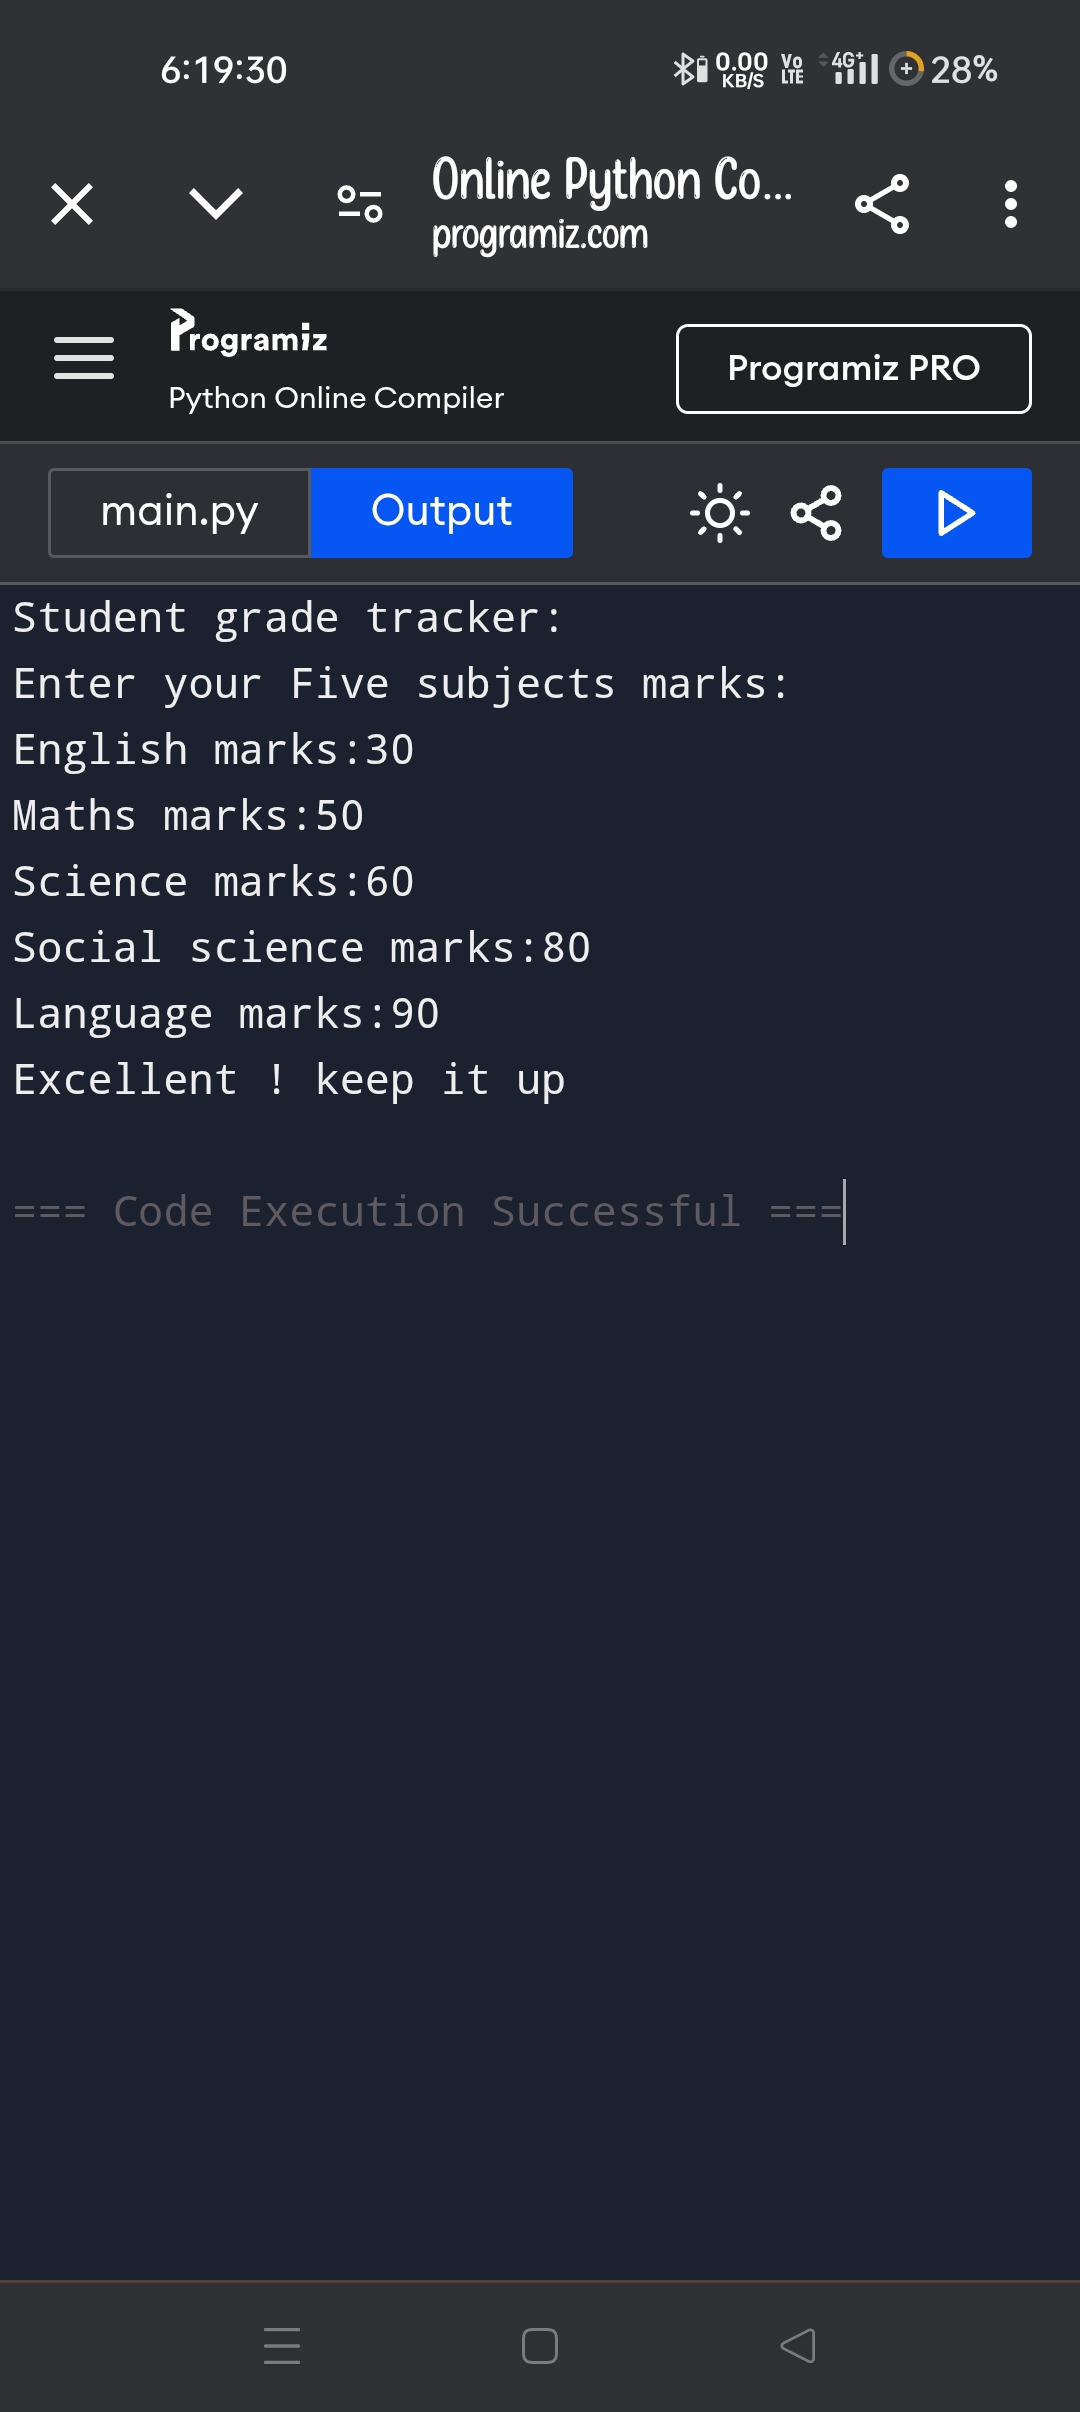 6:19:30
0.00 KB/S Vo LTE 4G+ 28%
Online Python Co...
programiz.com
Programiz
Python Online Compiler
Programiz PRO
main.py
Output
Student grade tracker:
Enter your Five subjects marks:
English marks:30
Maths marks:50
Science marks:60
Social science marks:80
Language marks:90
Excellent ! keep it up
=== Code Execution Successful ===